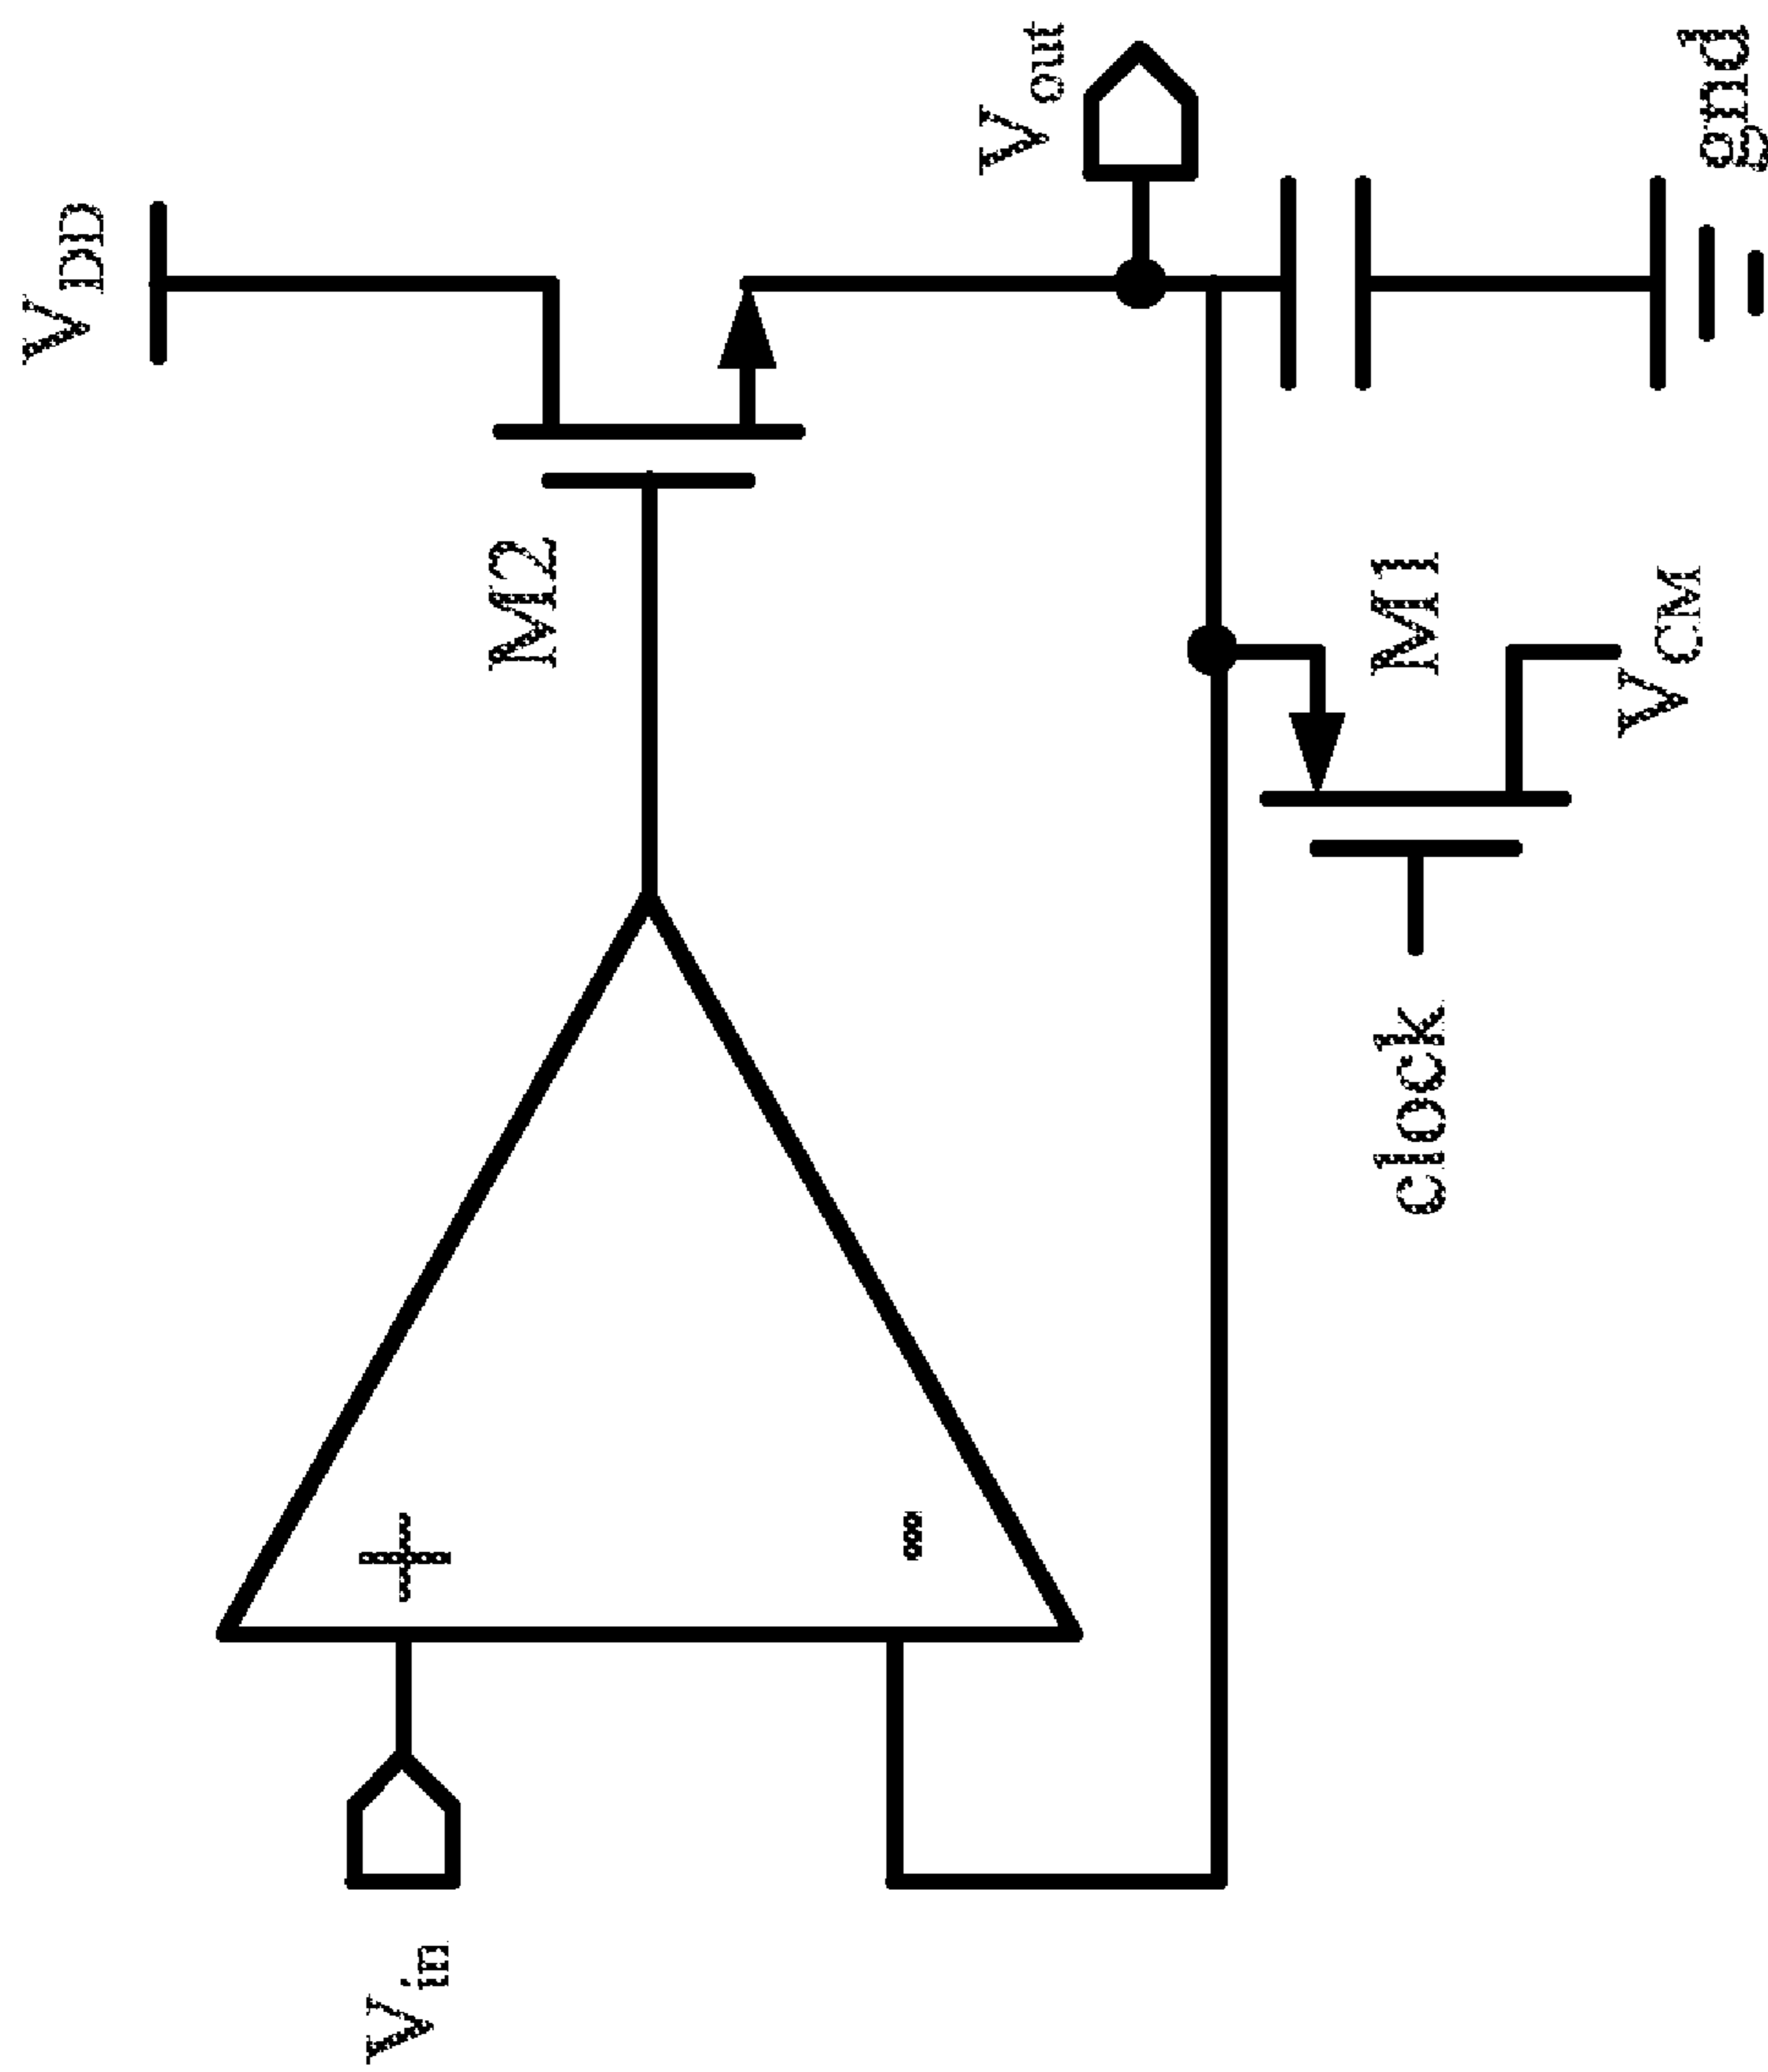 V_DD
V_out
gnd
M2
M1
V_CM
clock
+
-
V_in